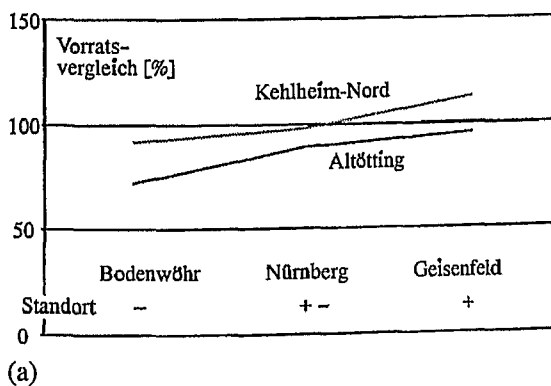 150
Vorrats-
vergleich [%]
Kehlheim-Nord
100
Altötting
50
Bodenwöhr Nürnberg Geisenfeld
Standort – + – +
0
(a)